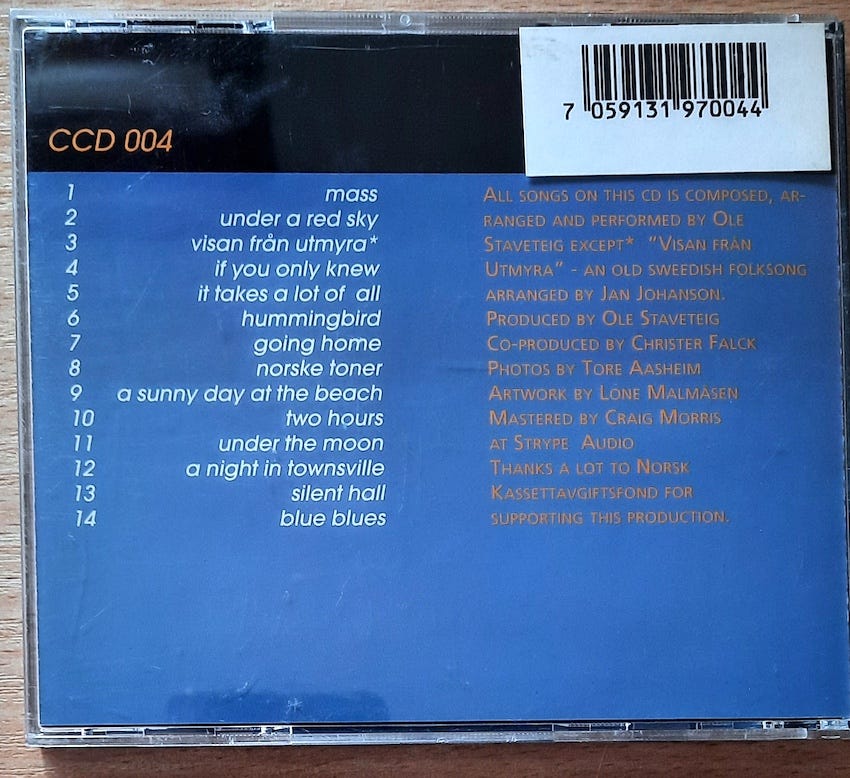 CCD 004
7 059131 970044
1 mass
2 under a red sky
3 visan från utmyra*
4 if you only knew
5 it takes a lot of all
6 hummingbird
7 going home
8 norske toner
9 a sunny day at the beach
10 two hours
11 under the moon
12 a night in townsville
13 silent hall
14 blue blues
All songs on this cd is composed, ar-
ranged and performed by Ole
Staveteig except* "Visan från
Utmyra" - an old sweedish folksong
arranged by Jan Johanson.
Produced by Ole Staveteig
Co-produced by Christer Falck
Photos by Tore Aasheim
Artwork by Lone Malmåsen
Mastered by Craig Morris
at Strype Audio
Thanks a lot to Norsk
Kassettavgiftsfond for
supporting this production.